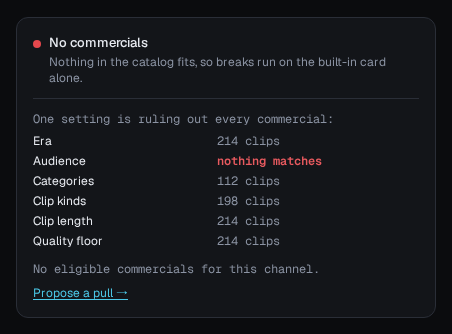 No commercials
Nothing in the catalog fits, so breaks run on the built-in card
alone.
One setting is ruling out every commercial:
Era 214 clips
Audience nothing matches
Categories 112 clips
Clip kinds 198 clips
Clip length 214 clips
Quality floor 214 clips
No eligible commercials for this channel.
Propose a pull →